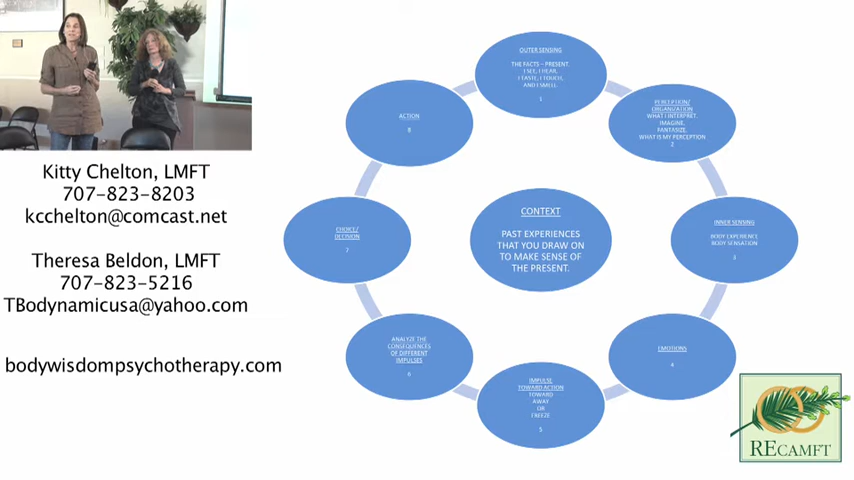 Kitty Chelton, LMFT
707-823-8203
kcchelton@comcast.net
Theresa Beldon, LMFT
707-823-5216
TBodynamicusa@yahoo.com
bodywisdompsychotherapy.com
OUTER SENSING
THE FACTS – PRESENT.
I SEE, I HEAR,
I TASTE, I TOUCH,
AND I SMELL
1
PERCEPTION/
ORGANIZATION
WHAT I INTERPRET,
IMAGINE,
FANTASIZE.
WHAT IS MY PERCEPTION
2
INNER SENSING
BODY EXPERIENCE
BODY SENSATION
3
EMOTIONS
4
IMPULSE
TOWARD ACTION
TOWARD
AWAY
OR
FREEZE
5
ANALYZE THE
CONSEQUENCES
OF DIFFERENT
IMPULSES
6
CHOICE/
DECISION
7
ACTION
8
CONTEXT
PAST EXPERIENCES
THAT YOU DRAW ON
TO MAKE SENSE OF
THE PRESENT.
RECAMFT